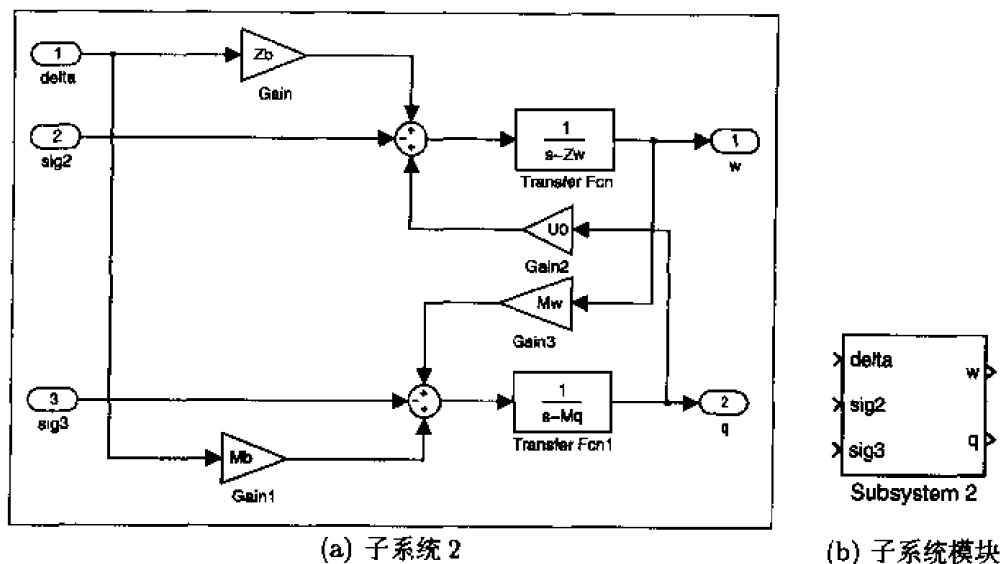 1
delta
Zb
Gain
2
sig2
-
+
+
1
s-Zw
Transfer Fcn
1
w
U0
Gain2
Mw
Gain3
3
sig3
-
+
+
1
s-Mq
Transfer Fcn1
2
q
Mb
Gain1
delta
sig2
sig3
w
q
Subsystem 2
(a) 子系统 2
(b) 子系统模块